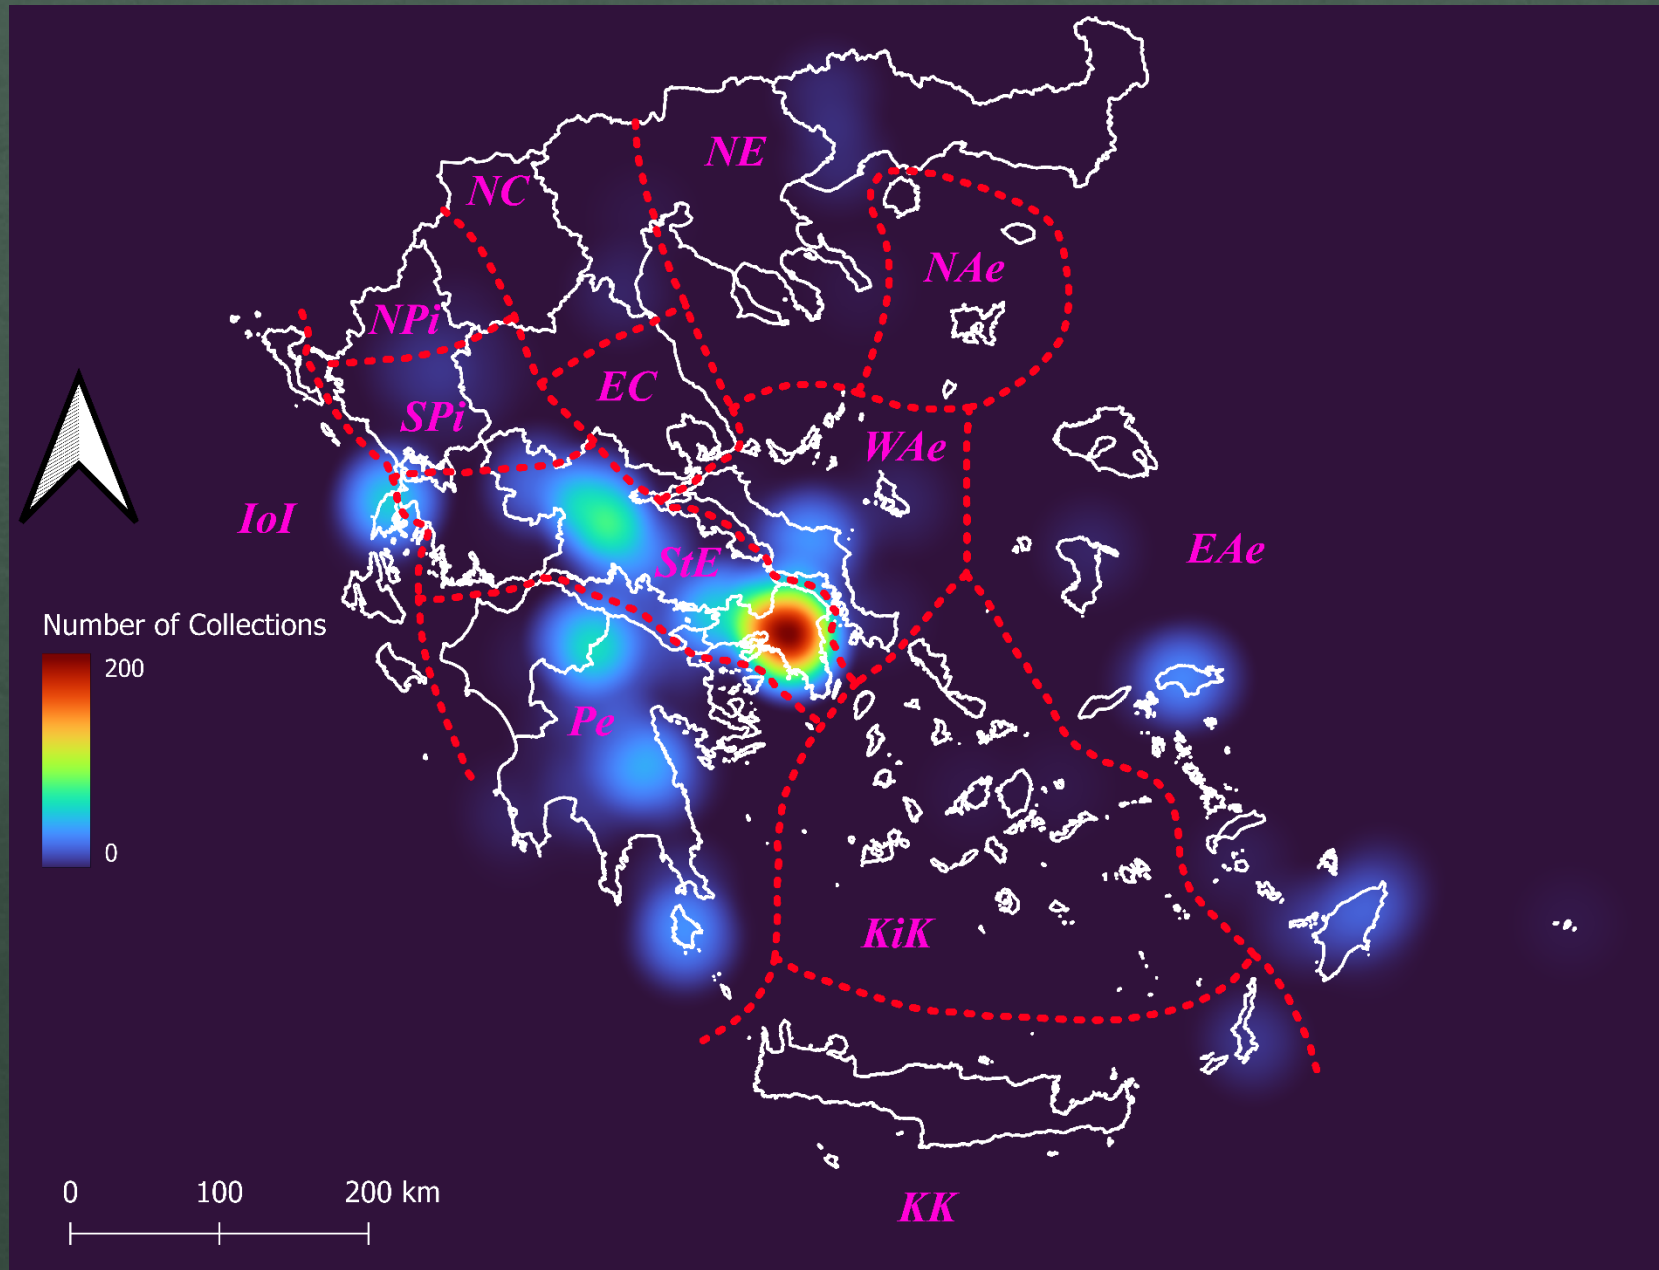 NE
NC
NAe
NPi
EC
SPi
WAe
IoI
EAe
StE
Number of Collections
200
0
Pe
KiK
0 100 200 km
KK